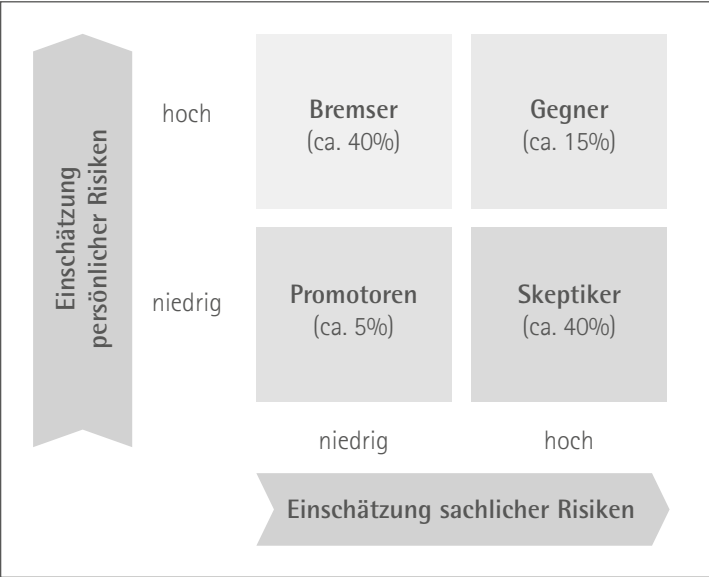 Einschätzung
persönlicher Risiken
hoch
Bremser
(ca. 40%)
Gegner
(ca. 15%)
niedrig
Promotoren
(ca. 5%)
Skeptiker
(ca. 40%)
niedrig
hoch
Einschätzung sachlicher Risiken